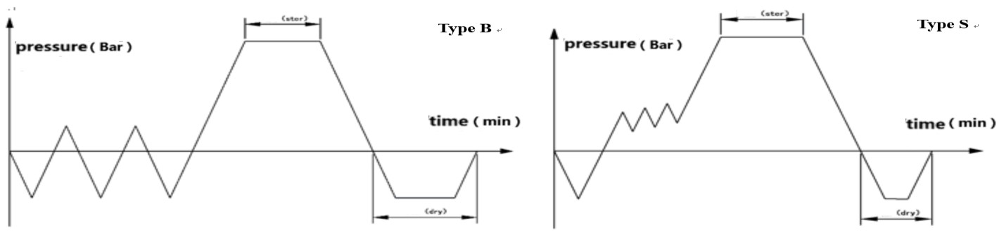 (ster)
Type B
pressure(Bar)
time(min)
(dry)
(ster)
Type S
pressure(Bar)
time(min)
(dry)